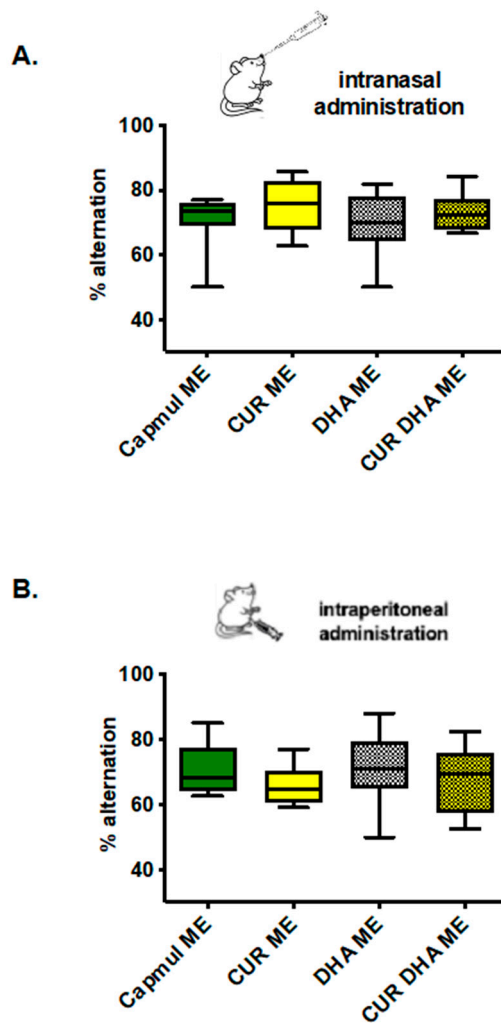 A.
intranasal
administration
% alternation
100
80
60
40
Capmul ME
CUR ME
DHA ME
CUR DHA ME
B.
intraperitoneal
administration
% alternation
100
80
60
40
Capmul ME
CUR ME
DHA ME
CUR DHA ME